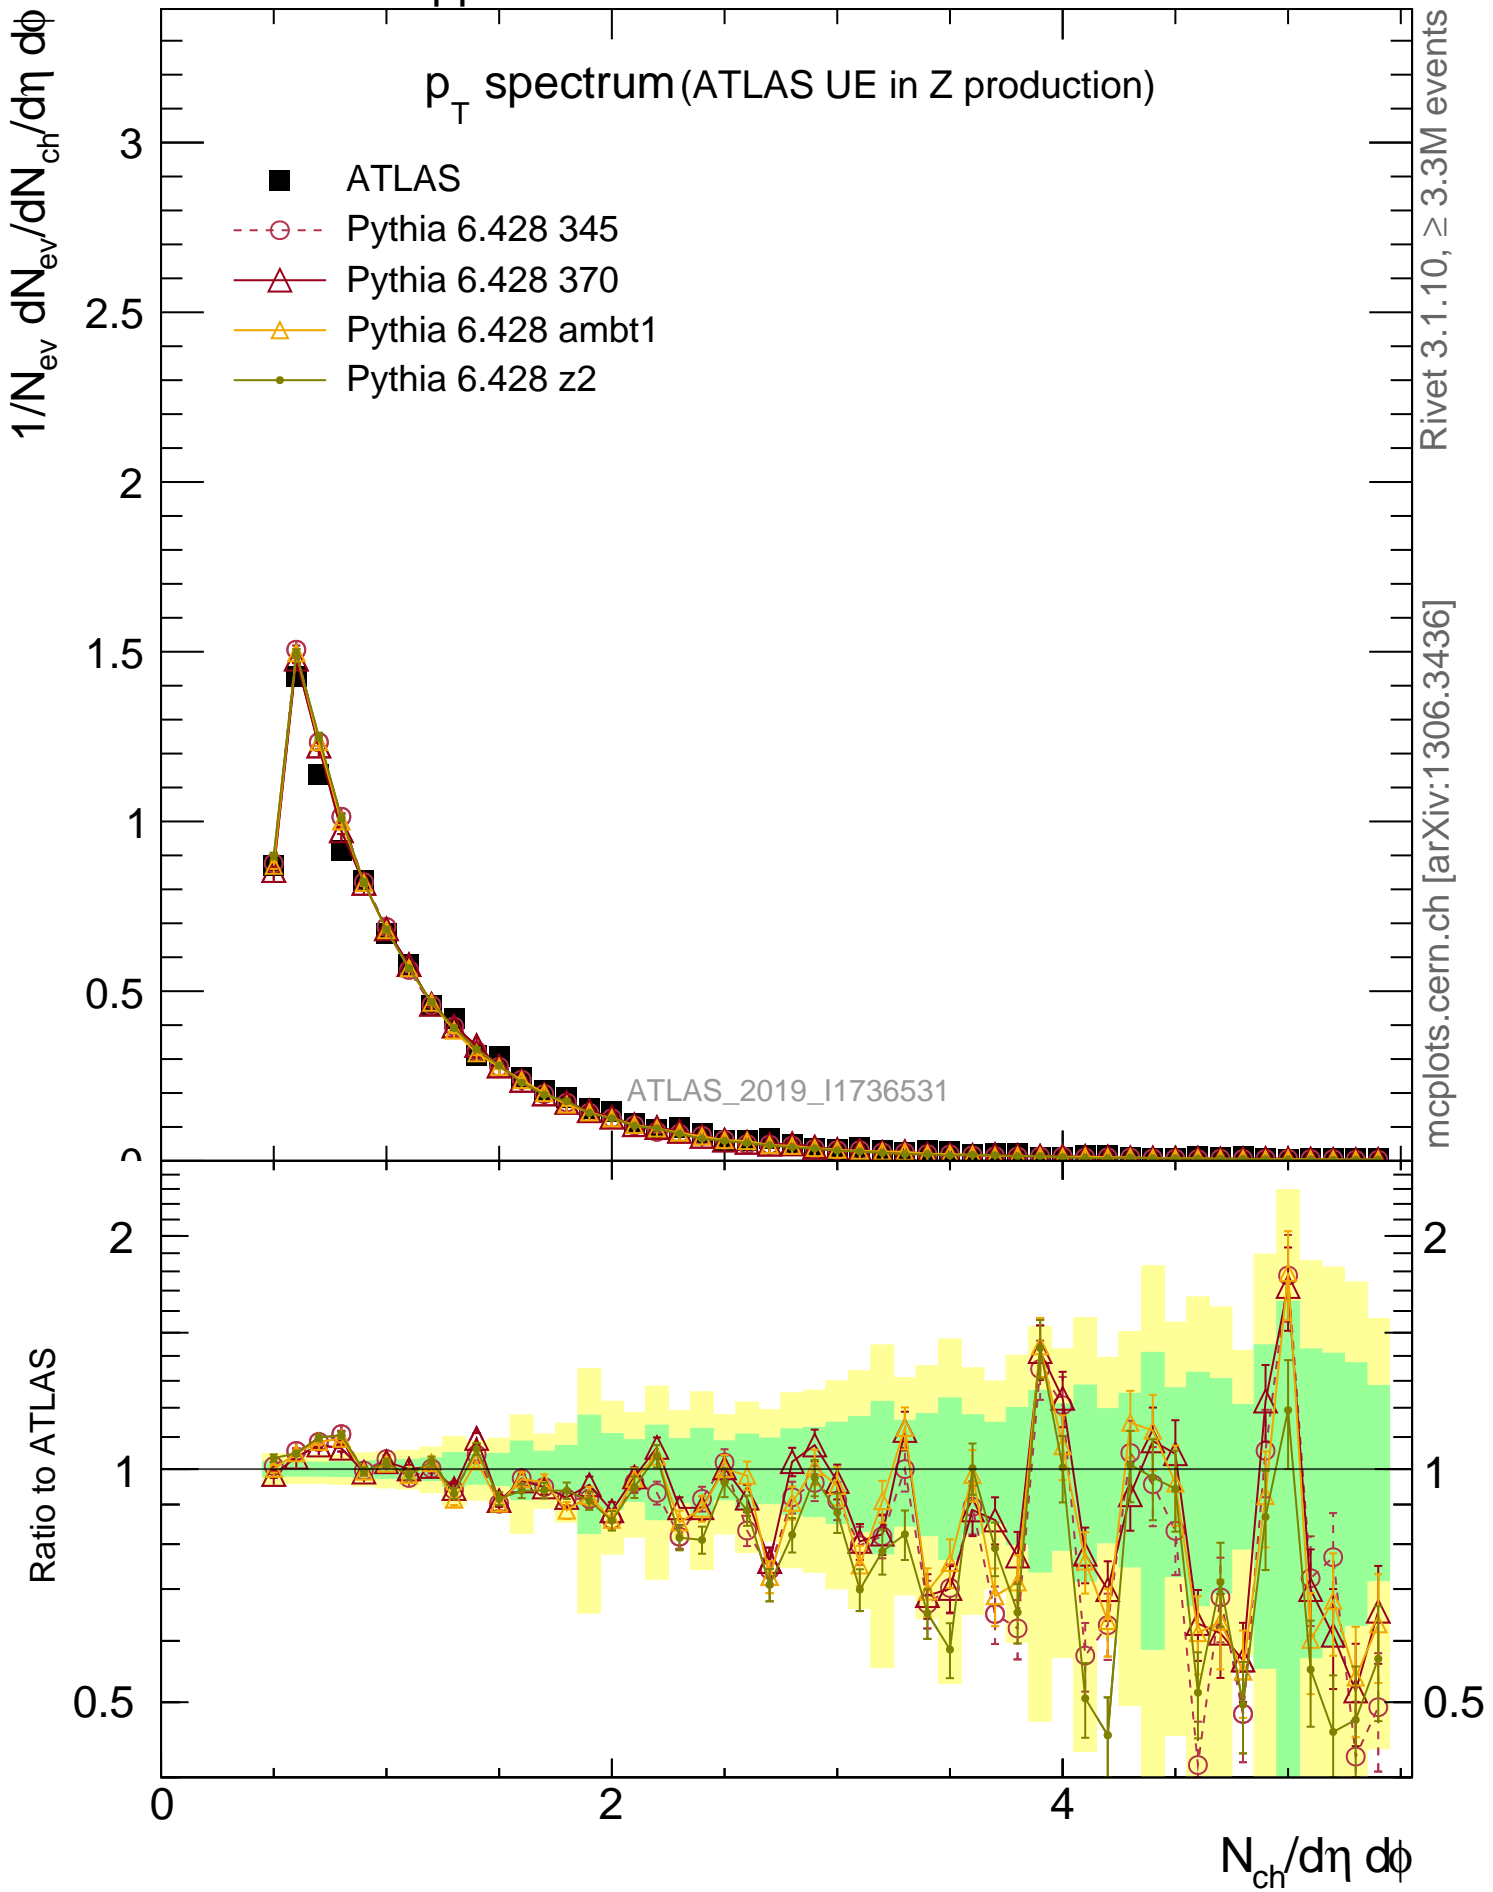 p_T spectrum (ATLAS UE in Z production)
1/N_ev dN_ev/dN_ch/dη dϕ
ATLAS
Pythia 6.428 345
Pythia 6.428 370
Pythia 6.428 ambt1
Pythia 6.428 z2
3
2.5
2
1.5
1
0.5
0
ATLAS_2019_I1736531
Rivet 3.1.10, ≥ 3.3M events
mcplots.cern.ch [arXiv:1306.3436]
Ratio to ATLAS
2
1
0.5
2
1
0.5
0 2 4
N_ch/dη dϕ